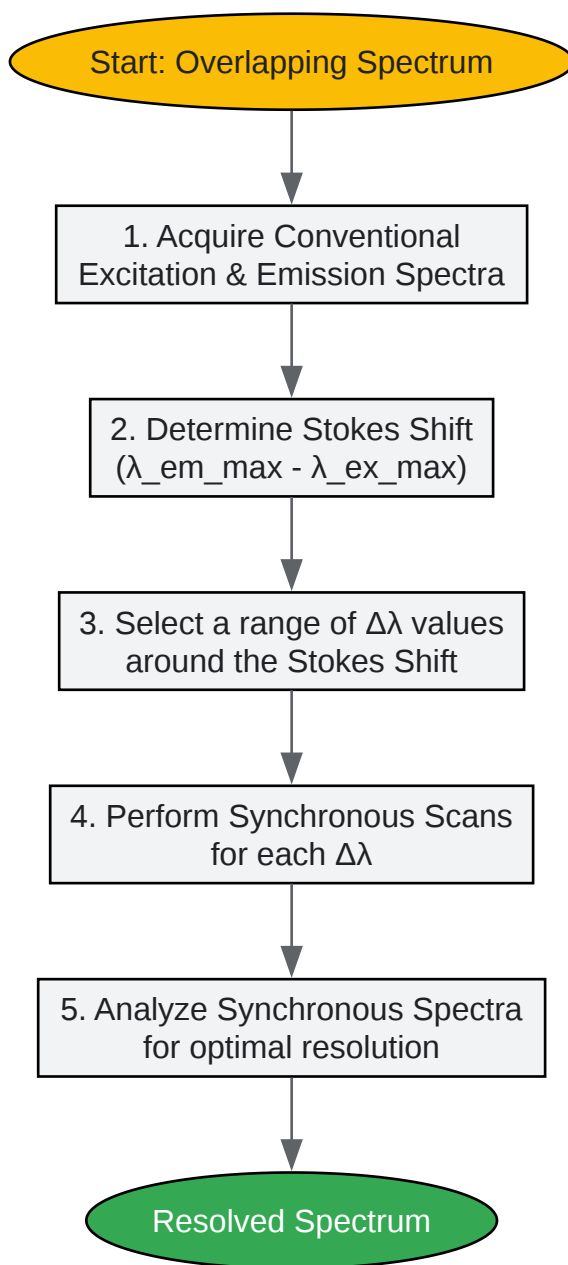 Start: Overlapping Spectrum
1. Acquire Conventional
Excitation & Emission Spectra
2. Determine Stokes Shift
(λ_em_max - λ_ex_max)
3. Select a range of Δλ values
around the Stokes Shift
4. Perform Synchronous Scans
for each Δλ
5. Analyze Synchronous Spectra
for optimal resolution
Resolved Spectrum